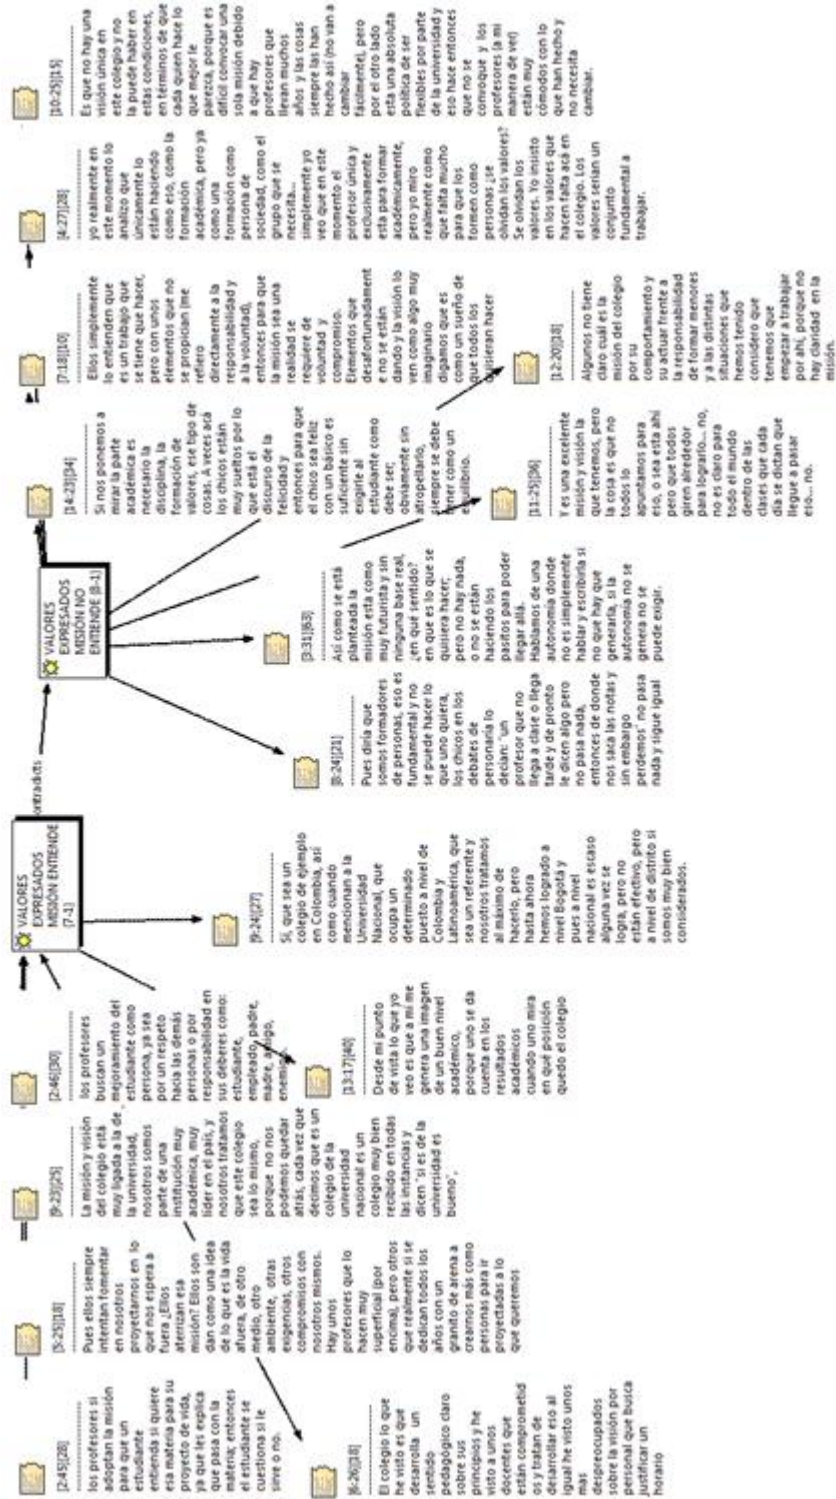 [2:45][28]
los profesores si
adoptan la misión
para que un
estudiante
entienda si quiere
esa materia para su
proyecto de vida,
ya que les explica
que pasa con la
materia; entonces
el estudiante se
cuestiona si le
sirve o no.
[5:25][18]
Pues ellos siempre
intentan fomentar
en nosotros
proyectarnos en lo
que nos espera a
fuera ¿Ellos
aterrizan esa
misión? Ellos son
dan como una idea
de lo que es la vida
afuera, de otro
medio, otro
ambiente, otras
exigencias, otros
compromisos con
nosotros mismos.
Hay unos
profesores que lo
hacen muy
superficial (por
encima), pero otros
que realmente si se
dedican todos los
años con un
granito de arena a
crearnos más como
personas para ir
proyectadas a lo
que queremos
[9:23][25]
La misión y visión
del colegio está
muy ligada a la de
la universidad,
nosotros somos
parte de una
institución muy
académica, muy
líder en el país, y
nosotros tratamos
que este colegio
sea lo mismo,
porque no nos
podemos quedar
atrás, cada vez que
decimos que es un
colegio de la
universidad
nacional es un
colegio muy bien
recibido en todas
las instancias y
dicen "si es de la
universidad es
bueno".
[2:46][30]
los profesores
buscan un
mejoramiento del
estudiante como
persona, ya sea
por un respeto
hacia las demás
personas o por
responsabilidad en
sus deberes como:
estudiante,
empleado, padre,
madre, amigo,
enemigo.
[6:26][18]
El colegio lo que
he visto es que
desarrolla un
sentido
pedagógico claro
sobre sus
principios y he
visto a unos
docentes que
están comprometid
os y tratan de
desarrollar eso al
igual he visto unos
mas
despreocupados
sobre la visión por
personal que busca
justificar un
horario
[13:17][40]
Desde mi punto
de vista lo que yo
veo es que a mí me
genera una imagen
de un buen nivel
académico,
porque uno se da
cuenta en los
resultados
académicos
cuando uno mira
en qué posición
quedo el colegio
VALORES
EXPRESADOS
MISIÓN ENTIENDE
[7-1]
[9:24][27]
Sí, que sea un
colegio de ejemplo
en Colombia, así
como cuando
mencionan a la
Universidad
Nacional, que
ocupa un
determinado
puesto a nivel de
Colombia y
Latinoamérica, que
sea un referente y
nosotros tratamos
al máximo de
hacerlo, pero
hasta ahora
hemos logrado a
nivel Bogotá y
pues a nivel
nacional es escaso
alguna vez se
logra, pero no
están efectivo, pero
a nivel de distrito si
somos muy bien
considerados.
ontradicts
VALORES
EXPRESADOS
MISIÓN NO
ENTIENDE [8-1]
[8:24][21]
Pues diría que
somos formadores
de personas, eso es
fundamental y no
se puede hacer lo
que uno quiera,
los chicos en los
debates de
personaría lo
decían: "un
profesor que no
llega a clase o llega
tarde y de pronto
le dicen algo pero
no pasa nada,
entonces de donde
nos saca las notas y
sin embargo
perdemos" no pasa
nada y sigue igual
[3:31][63]
Así como se está
planteada la
misión esta como
muy futurista y sin
ninguna base real,
¿en qué sentido?
en que es lo que se
quisiera hacer;
pero no hay nada,
o no se están
haciendo los
pasitos para poder
llegar allá.
Hablamos de una
autonomía donde
no es simplemente
hablar y escribirla si
no que hay que
generarla, si la
autonomía no se
genera no se
puede exigir.
[14:23][34]
Si nos ponemos a
mirar la parte
académica es
necesario la
disciplina, la
formación de
valores, ese tipo de
cosas. A veces acá
los chicos están
muy sueltos por lo
que está el
discurso de la
felicidad y
entonces para que
el chico sea feliz
con un básico es
suficiente sin
exigirle al
estudiante como
debe ser;
obviamente sin
atropellarlo,
siempre se debe
tener como un
equilibrio.
[11:25][36]
Y es una excelente
misión y visión la
que tenemos, pero
la cosa es que no
todos lo
apuntamos para
eso, o sea esta ahí
pero que todos
giren alrededor
para lograrlo... no,
no es claro para
todo el mundo
dentro de las
clases que cada
día se dictan que
llegue a pasar
eso... no.
[7:18][10]
Ellos simplemente
lo entienden que
es un trabajo que
se tiene que hacer,
pero con unos
elementos que no
se propician (me
refiero
directamente a la
responsabilidad y
a la voluntad),
entonces para que
la misión sea una
realidad se
requiere de
voluntad y
compromiso.
Elementos que
desafortunadament
e no se están
dando y la visión lo
ven como algo muy
imaginario
digamos que es
como un sueño de
que todos los
quisieran hacer
[12:20][18]
Algunos no tiene
claro cuál es la
misión del colegio
por su
comportamiento y
su actuar frente a
la responsabilidad
de formar menores
y a las distintas
situaciones que
hemos tenido
considero que
tenemos que
empezar a trabajar
por ahí, porque no
hay claridad en la
misión.
[4:27][28]
yo realmente en
este momento lo
analizo que
únicamente lo
están haciendo
como eso, como la
formación
académica, pero ya
como una
formación como
persona de
sociedad, como el
grupo que se
necesita...
simplemente yo
veo que en este
momento el
profesor única y
exclusivamente
esta para formar
académicamente,
pero yo miro
realmente como
que falta mucho
para que los
formen como
personas ¿se
olvidan los valores?
Se olvidan los
valores. Yo insisto
en los valores que
hacen falta acá en
el colegio. Los
valores serían un
conjunto
fundamental a
trabajar.
[10:25][15]
Es que no hay una
visión única en
este colegio y no
la puede haber en
estas condiciones,
en términos de que
cada quien hace lo
que mejor le
parezca, porque es
difícil convocar una
sola misión debido
a que hay
profesores que
llevan muchos
años y las cosas
siempre las han
hecho así (no van a
cambiar
fácilmente), pero
por el otro lado
esta una absoluta
política de ser
flexibles por parte
de la universidad y
eso hace entonces
que no se
convoque y los
profesores (a mi
manera de ver)
están muy
cómodos con lo
que han hecho y
no necesita
cambiar.